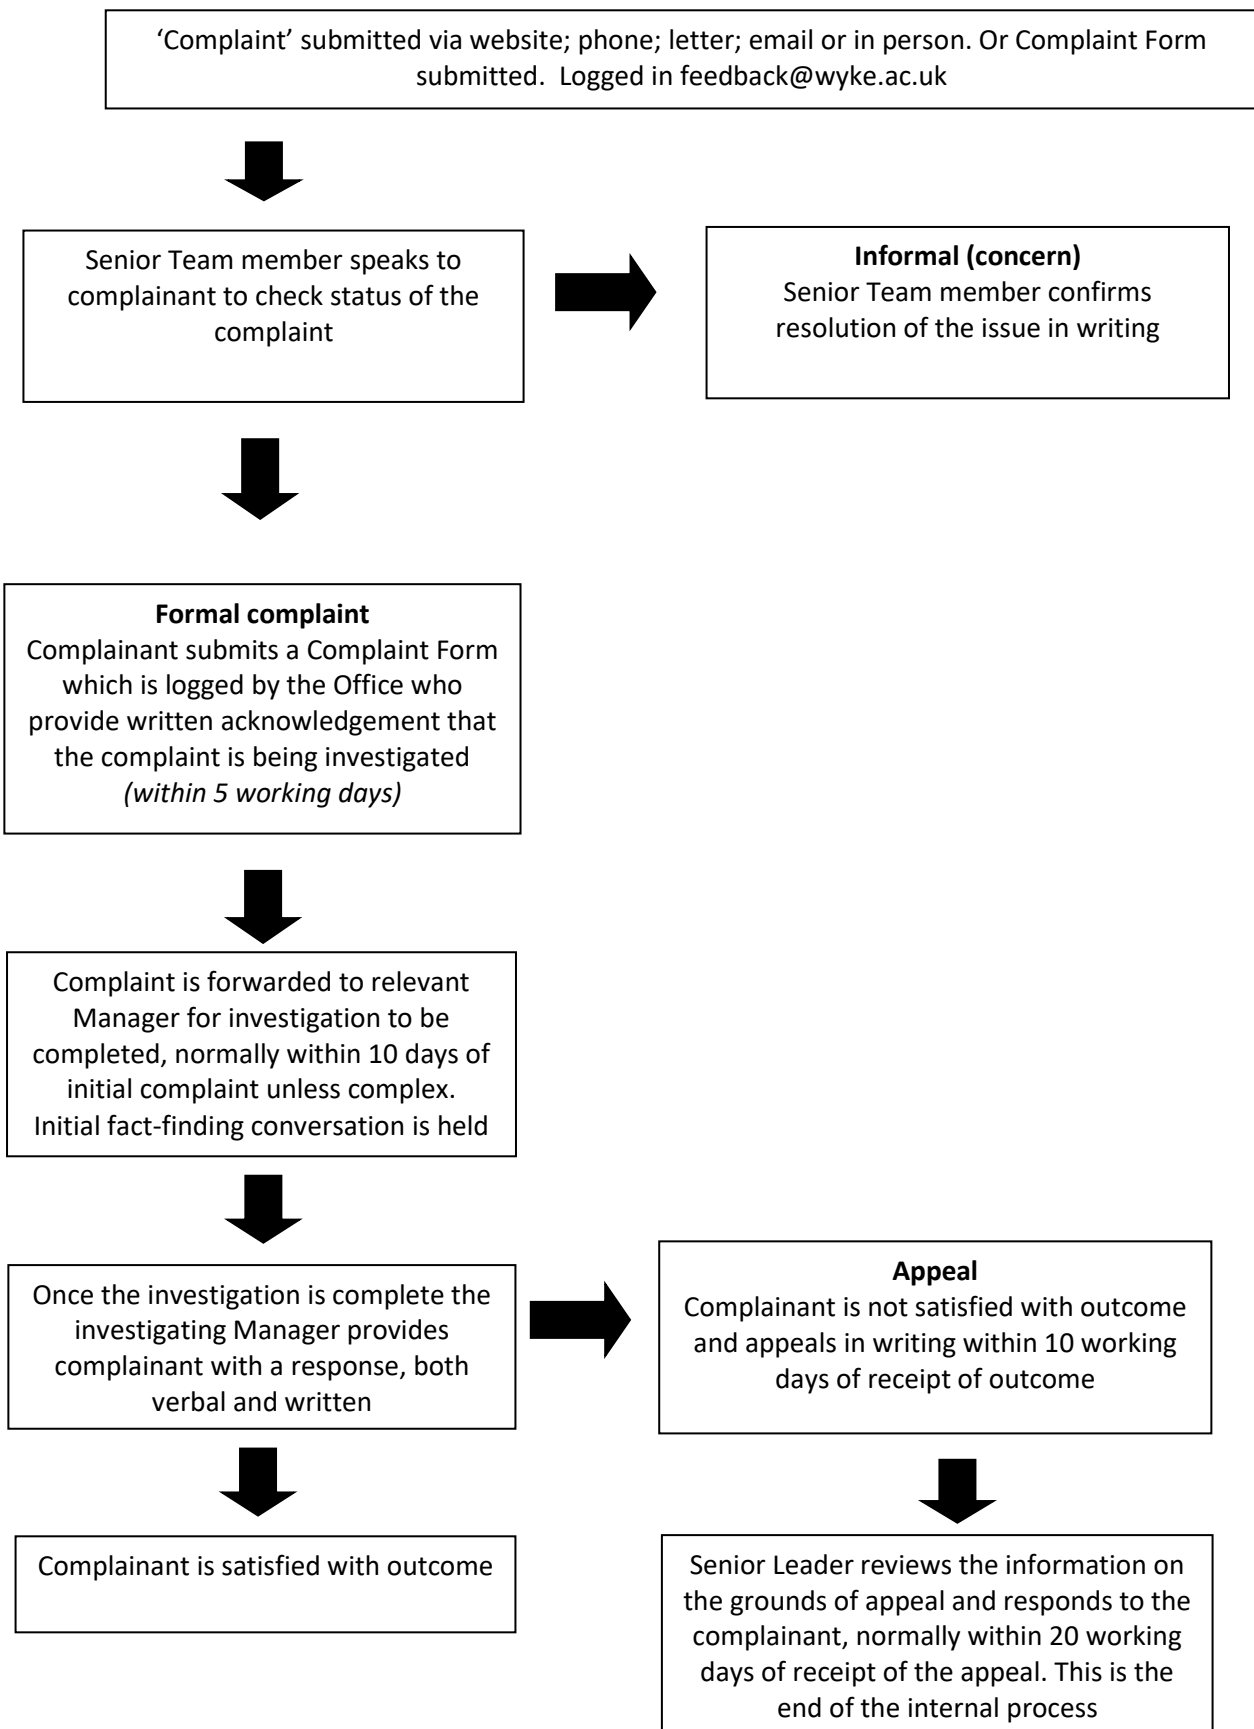 ‘Complaint’ submitted via website; phone; letter; email or in person. Or Complaint Form
submitted.  Logged in feedback@wyke.ac.uk
Senior Team member speaks to
complainant to check status of the
complaint
Informal (concern)
Senior Team member confirms
resolution of the issue in writing
Formal complaint
Complainant submits a Complaint Form
which is logged by the Office who
provide written acknowledgement that
the complaint is being investigated
(within 5 working days)
Complaint is forwarded to relevant
Manager for investigation to be
completed, normally within 10 days of
initial complaint unless complex.
Initial fact-finding conversation is held
Once the investigation is complete the
investigating Manager provides
complainant with a response, both
verbal and written
Appeal
Complainant is not satisfied with outcome
and appeals in writing within 10 working
days of receipt of outcome
Complainant is satisfied with outcome
Senior Leader reviews the information on
the grounds of appeal and responds to the
complainant, normally within 20 working
days of receipt of the appeal. This is the
end of the internal process